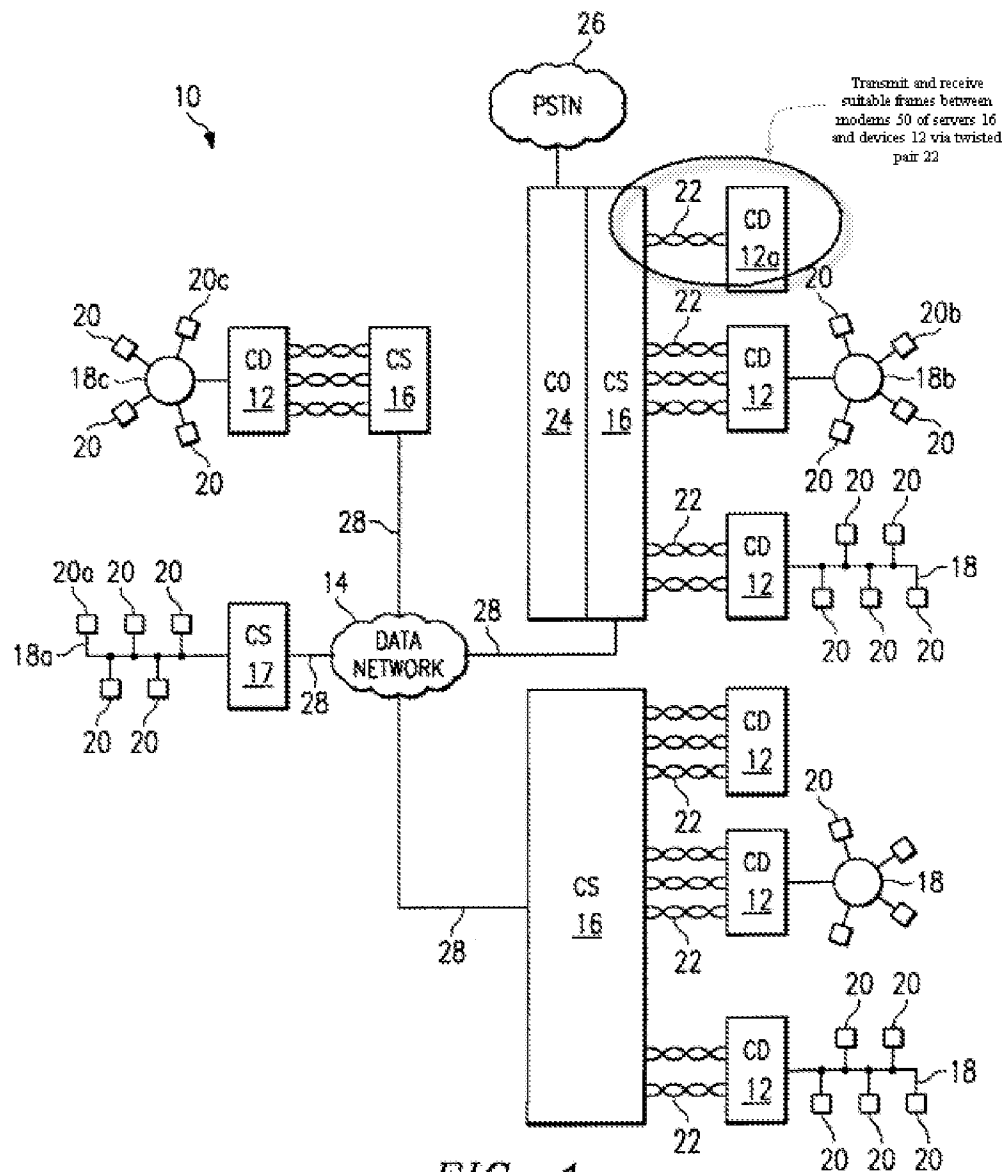 26
PSTN
10
Transmit and receive
suitable frames between
modems 50 of servers 16
and devices 12 via twisted
pair 22
22
CD
12a
20c
20
18c
20
20
CD
12
CS
16
CO
24
CS
16
22
CD
12
20
20b
18b
20
20
28
22
CD
12
20
20
18
20
20
20
14
DATA
NETWORK
28
20a
20
20
18a
20
20
CS
17
28
28
CS
16
CD
12
22
CD
12
22
20
18
CD
12
22
20
20
18
20
20
20
FIG. 1